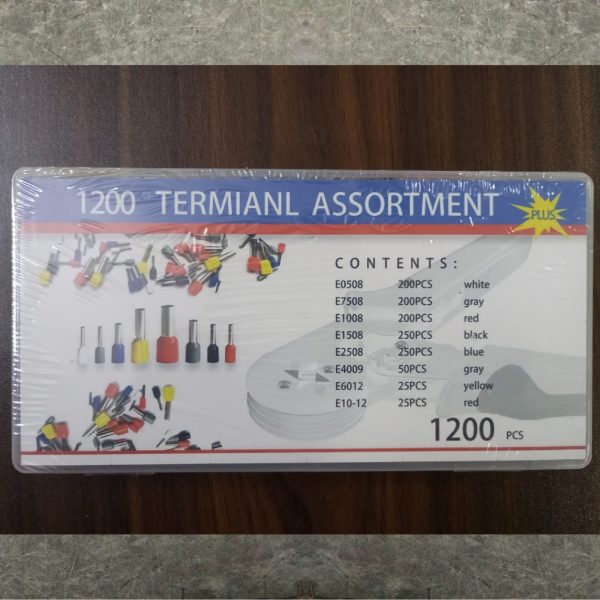 1200 TERMIANL ASSORTMENT
PLUS
CONTENTS:
E0508 200PCS white
E7508 200PCS gray
E1008 200PCS red
E1508 250PCS black
E2508 250PCS blue
E4009 50PCS gray
E6012 25PCS yellow
E10-12 25PCS red
1200 PCS